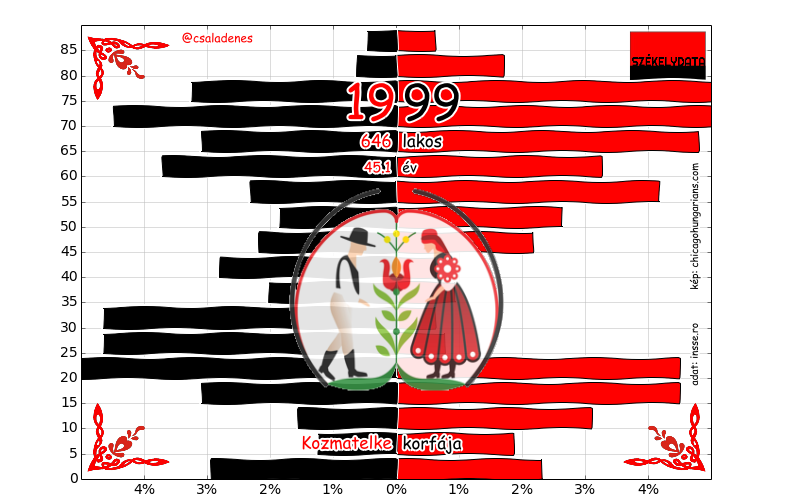 @csaladenes
SZÉKELYDATA
1999
646 lakos
45.1 év
kép: chicagohungarians.com
adat: insse.ro
Kozmatelke korfája
85
80
75
70
65
60
55
50
45
40
35
30
25
20
15
10
5
0
4% 3% 2% 1% 0% 1% 2% 3% 4%